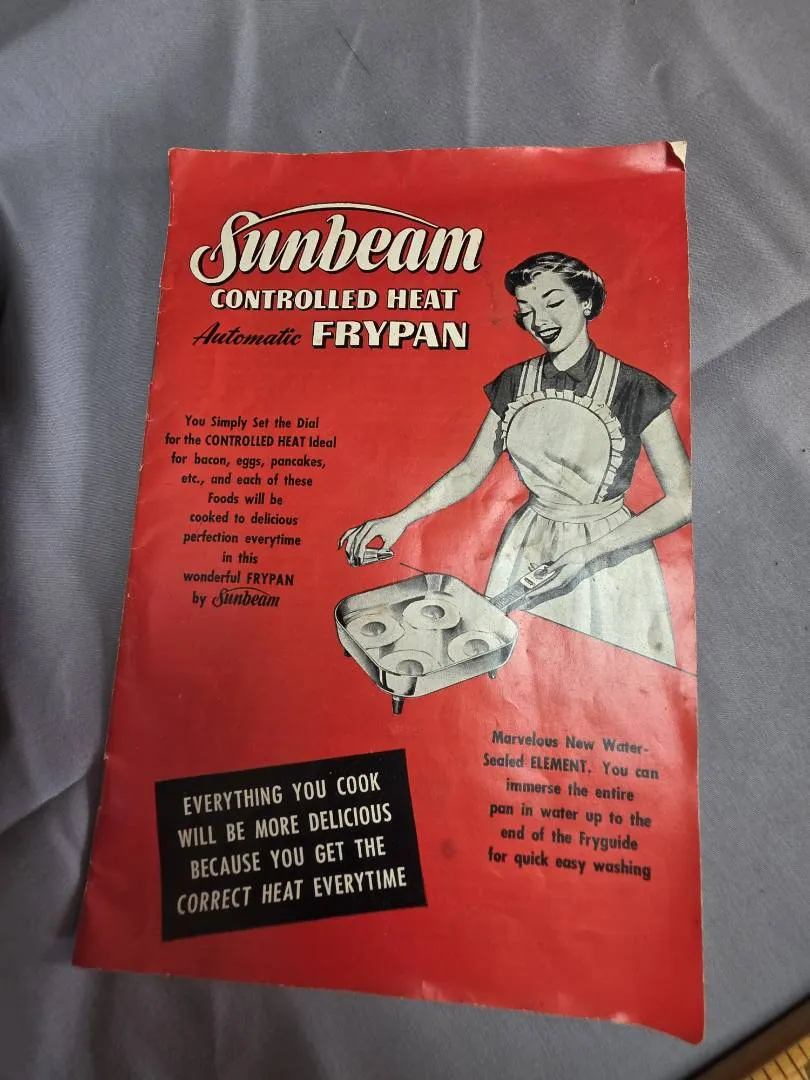 Sunbeam
CONTROLLED HEAT
Automatic FRYPAN
You Simply Set the Dial
for the CONTROLLED HEAT Ideal
for bacon, eggs, pancakes,
etc., and each of these
Foods will be
cooked to delicious
perfection everytime
in this
wonderful FRYPAN
by Sunbeam
Marvelous New Water-
Sealed ELEMENT. You can
immerse the entire
pan in water up to the
end of the Fryguide
for quick easy washing
EVERYTHING YOU COOK
WILL BE MORE DELICIOUS
BECAUSE YOU GET THE
CORRECT HEAT EVERYTIME